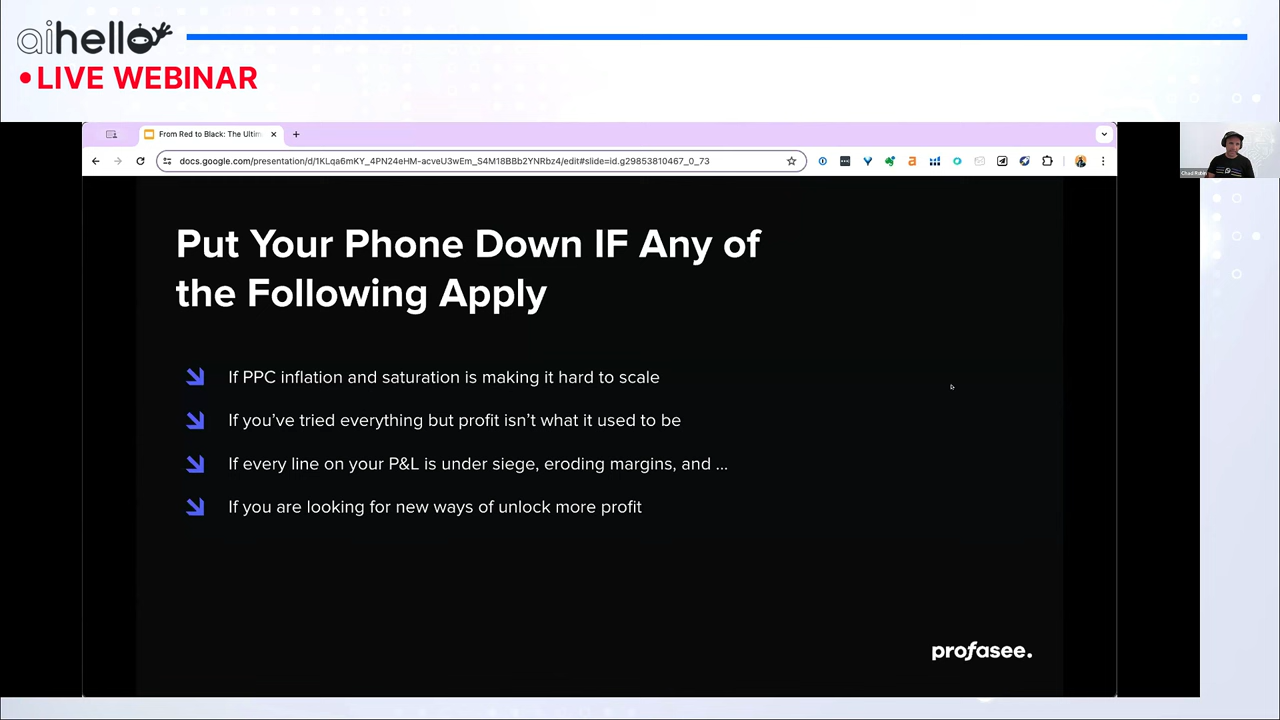 aihello
•LIVE WEBINAR
From Red to Black: The Ultim
docs.google.com/presentation/d/1KLqa6mKY_4PN24eHM-acveU3wEm_S4M18BBb2YNRbz4/edit#slide=id.g29853810467_0_73
Put Your Phone Down IF Any of
the Following Apply
If PPC inflation and saturation is making it hard to scale
If you’ve tried everything but profit isn’t what it used to be
If every line on your P&L is under siege, eroding margins, and ...
If you are looking for new ways of unlock more profit
profasee.